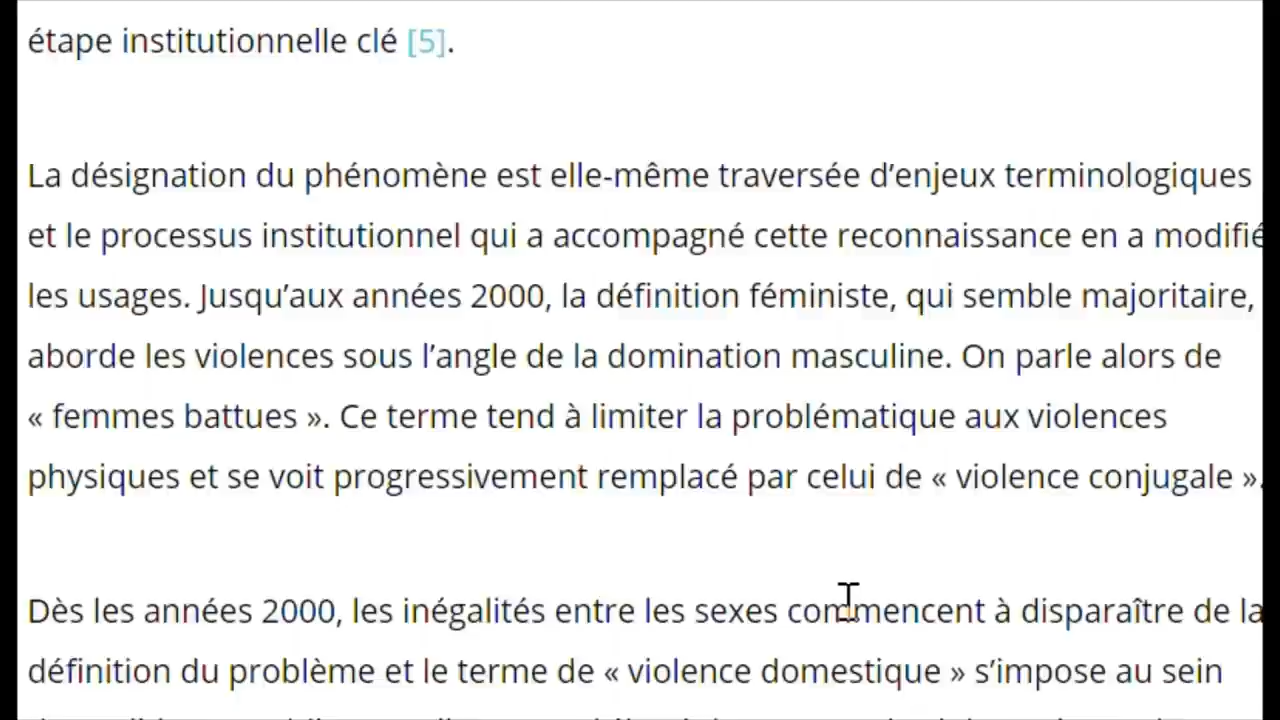 étape institutionnelle clé [5].
La désignation du phénomène est elle-même traversée d’enjeux terminologiques
et le processus institutionnel qui a accompagné cette reconnaissance en a modifié
les usages. Jusqu’aux années 2000, la définition féministe, qui semble majoritaire,
aborde les violences sous l’angle de la domination masculine. On parle alors de
« femmes battues ». Ce terme tend à limiter la problématique aux violences
physiques et se voit progressivement remplacé par celui de « violence conjugale ».
Dès les années 2000, les inégalités entre les sexes commencent à disparaître de la
définition du problème et le terme de « violence domestique » s’impose au sein